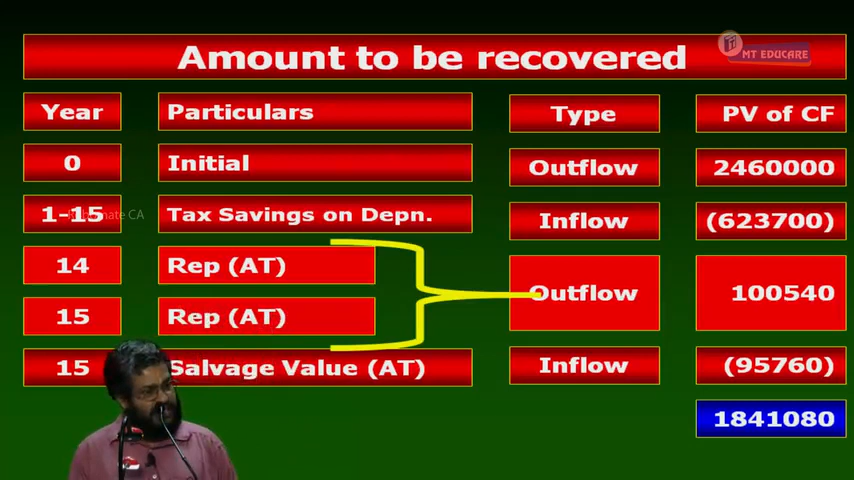 Amount to be recovered
MT EDUCARE
Year Particulars Type PV of CF
0 Initial Outflow 2460000
1-15 Tax Savings on Depn. Inflow (623700)
14 Rep (AT)
Outflow 100540
15 Rep (AT)
15 Salvage Value (AT) Inflow (95760)
1841080